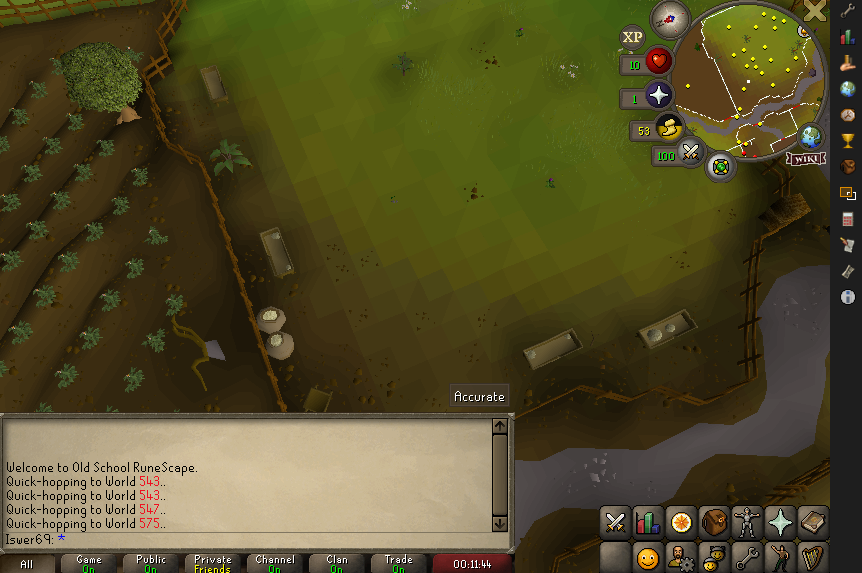 XP
10
1
53
100
WIKI
Accurate
Welcome to Old School RuneScape.
Quick-hopping to World 543..
Quick-hopping to World 543..
Quick-hopping to World 547..
Quick-hopping to World 575..
Iswer69: *
All
Game
On
Public
On
Private
Friends
Channel
On
Clan
On
Trade
On
00:11:44